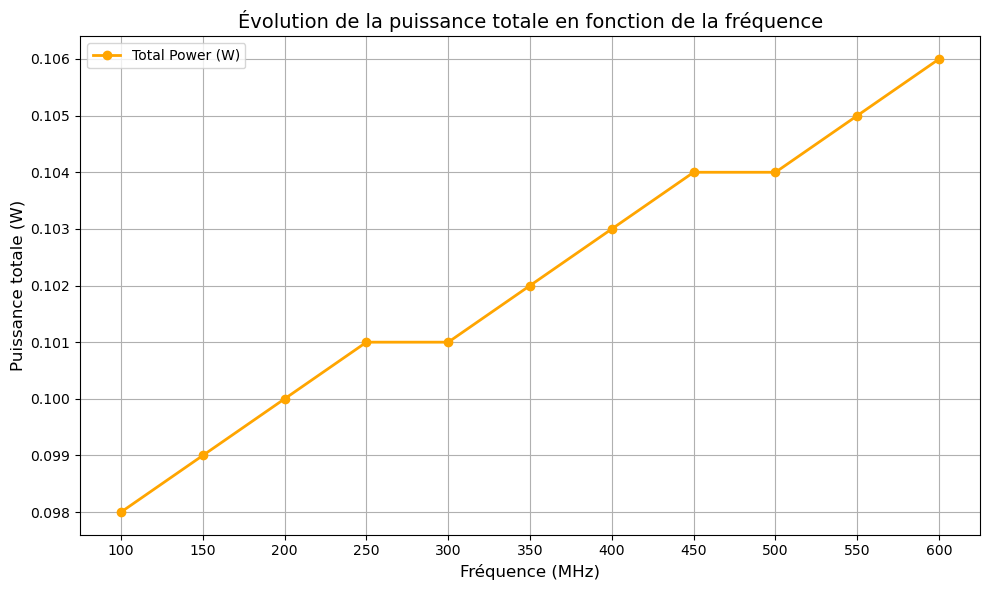 Évolution de la puissance totale en fonction de la fréquence
Total Power (W)
Puissance totale (W)
0.106
0.105
0.104
0.103
0.102
0.101
0.100
0.099
0.098
100 150 200 250 300 350 400 450 500 550 600
Fréquence (MHz)